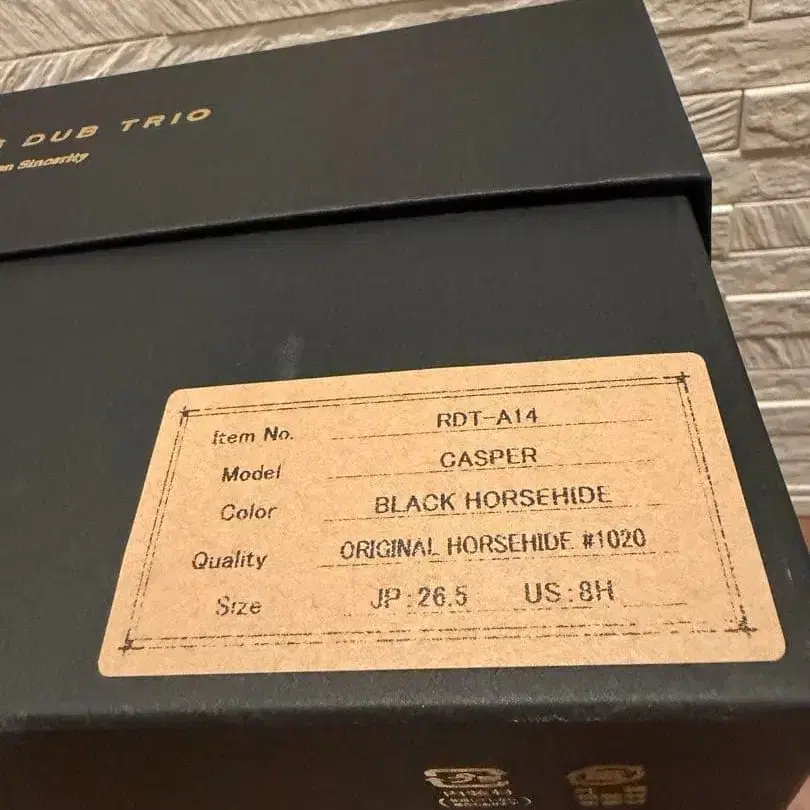 DUB TRIO
Sincerity
Item No. RDT-A14
Model CASPER
Color BLACK HORSEHIDE
Quality ORIGINAL HORSEHIDE #1020
Size JP:26.5 US:8H